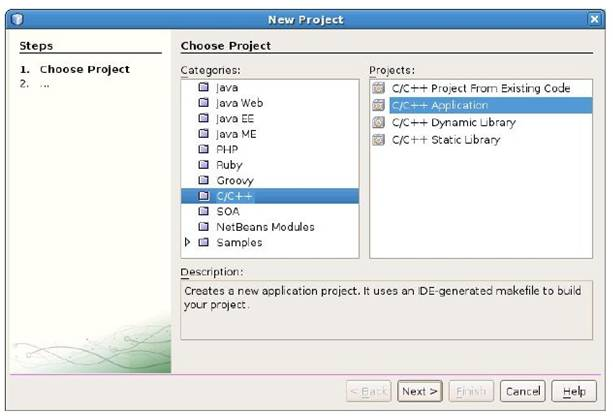 New Project
Steps
1. Choose Project
2. ...
Choose Project
Categories:
Java
Java Web
Java EE
Java ME
PHP
Ruby
Groovy
C/C++
SOA
NetBeans Modules
Samples
Projects:
C/C++ Project From Existing Code
C/C++ Application
C/C++ Dynamic Library
C/C++ Static Library
Description:
Creates a new application project. It uses an IDE-generated makefile to build
your project.
< Back
Next >
Finish
Cancel
Help